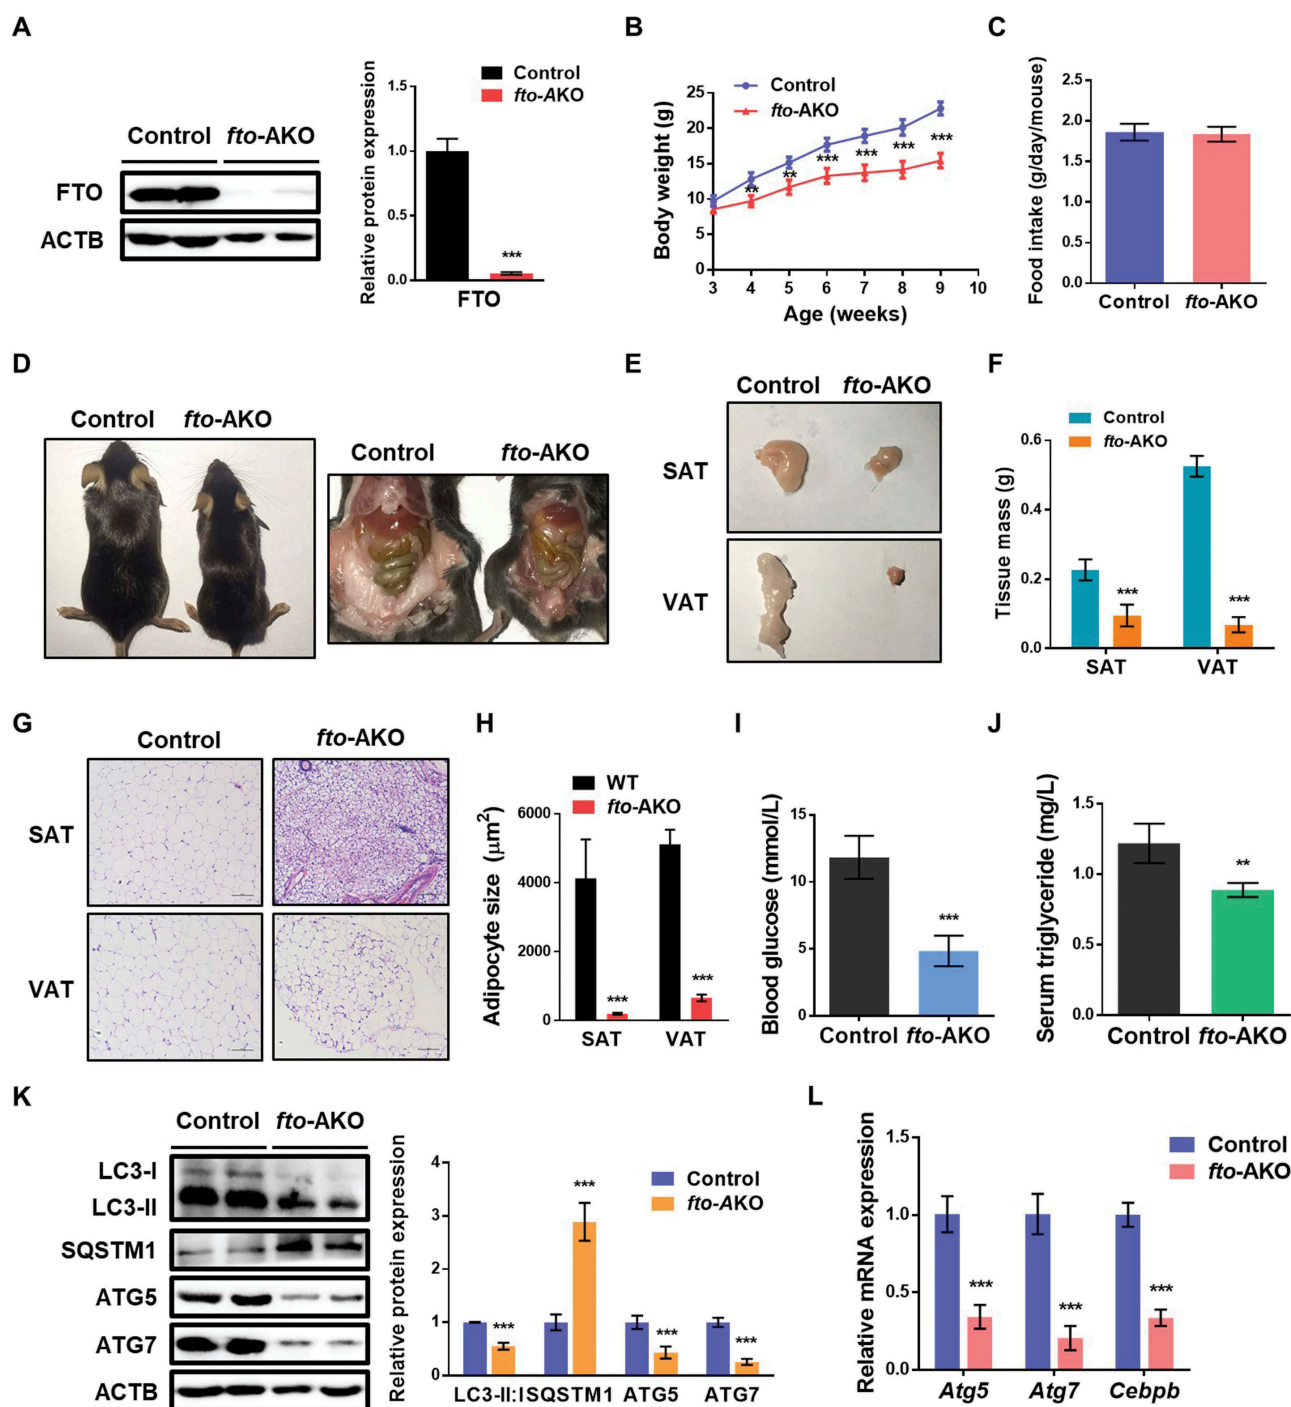 A
Control fto-AKO
FTO
ACTB
Relative protein expression
1.5
1.0
0.5
0.0
Control
fto-AKO
***
FTO
B
Body weight (g)
25
20
15
10
5
0
Control
fto-AKO
** ** *** *** *** ***
3 4 5 6 7 8 9 10
Age (weeks)
C
Food intake (g/day/mouse)
2.5
2.0
1.5
1.0
0.5
0.0
Control fto-AKO
D
Control fto-AKO
Control fto-AKO
E
Control fto-AKO
SAT
VAT
F
Control
fto-AKO
Tissue mass (g)
0.6
0.4
0.2
0.0
*** ***
SAT VAT
G
Control fto-AKO
SAT
VAT
H
WT
fto-AKO
Adipocyte size (μm²)
6000
4000
2000
0
*** ***
SAT VAT
I
Blood glucose (mmol/L)
15
10
5
0
***
Control fto-AKO
J
Serum triglyceride (mg/L)
1.5
1.0
0.5
0.0
**
Control fto-AKO
K
Control fto-AKO
LC3-I
LC3-II
SQSTM1
ATG5
ATG7
ACTB
Relative protein expression
4
3
2
1
0
Control
fto-AKO
*** *** *** ***
LC3-II:I SQSTM1 ATG5 ATG7
L
Relative mRNA expression
1.5
1.0
0.5
0.0
Control
fto-AKO
*** *** ***
Atg5 Atg7 Cebpb